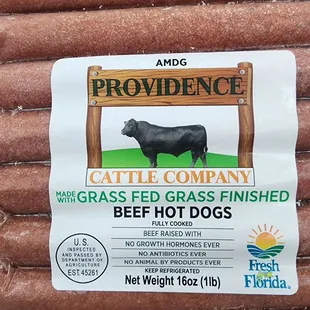 AMDG
PROVIDENCE
CATTLE COMPANY
MADE WITH GRASS FED GRASS FINISHED
BEEF HOT DOGS
FULLY COOKED
BEEF RAISED WITH
NO GROWTH HORMONES EVER
NO ANTIBIOTICS EVER
NO ANIMAL BY PRODUCTS EVER
KEEP REFRIGERATED
Net Weight 16oz (1lb)
U.S.
INSPECTED
AND PASSED BY
DEPARTMENT OF
AGRICULTURE
EST. 45261
Fresh
from
Florida®